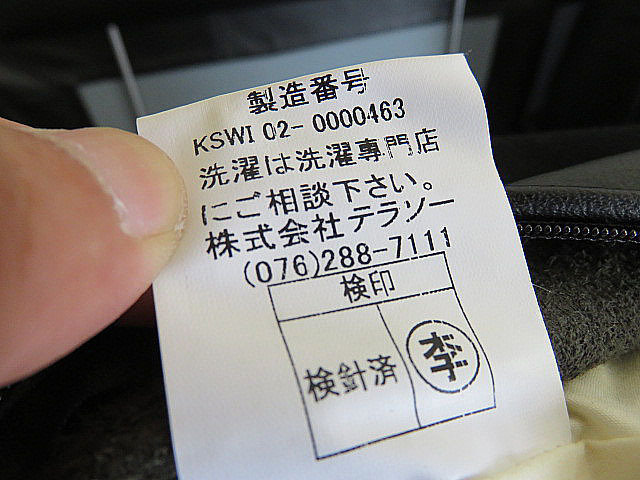 製造番号
KSWI 02- 0000463
洗濯は洗濯専門店
にご相談下さい。
株式会社テラソー
(076)288-7111
検印
検針済
李